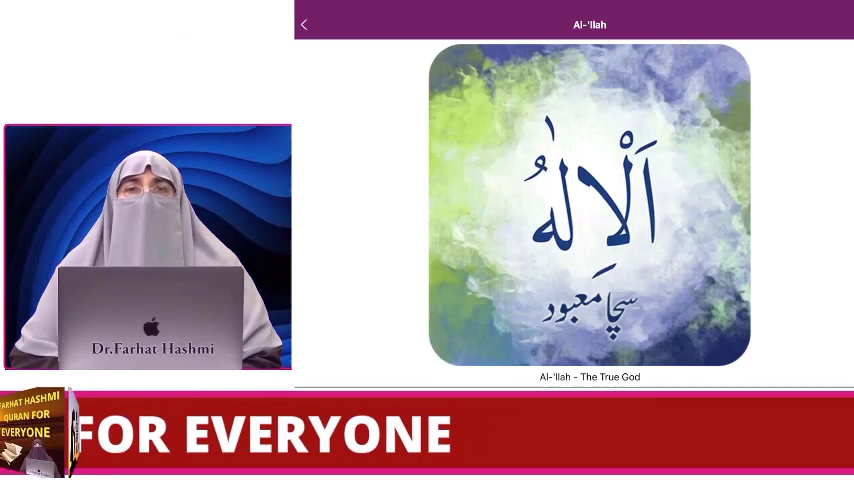 Al-'Ilah
اَلْاِلٰهُ
سچا معبود
Al-'Ilah - The True God
Dr.Farhat Hashmi
FARHAT HASHMI
QURAN FOR
EVERYONE
FOR EVERYONE